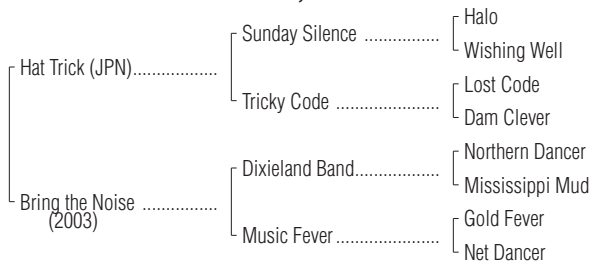 Halo
Sunday Silence ................
Wishing Well
Hat Trick (JPN)..................
Lost Code
Tricky Code ......................
Dam Clever
Northern Dancer
Dixieland Band..................
Mississippi Mud
Bring the Noise ................
(2003)
Gold Fever
Music Fever ......................
Net Dancer